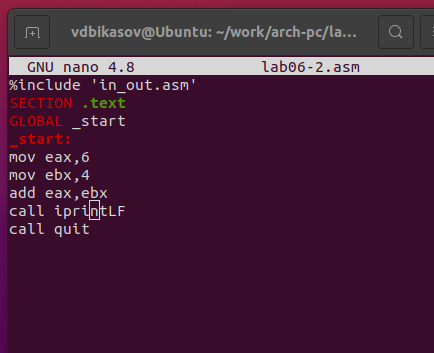 vdbikasov@Ubuntu: ~/work/arch-pc/la...
GNU nano 4.8 lab06-2.asm
%include 'in_out.asm'
SECTION .text
GLOBAL _start
_start:
mov eax,6
mov ebx,4
add eax,ebx
call iprintLF
call quit